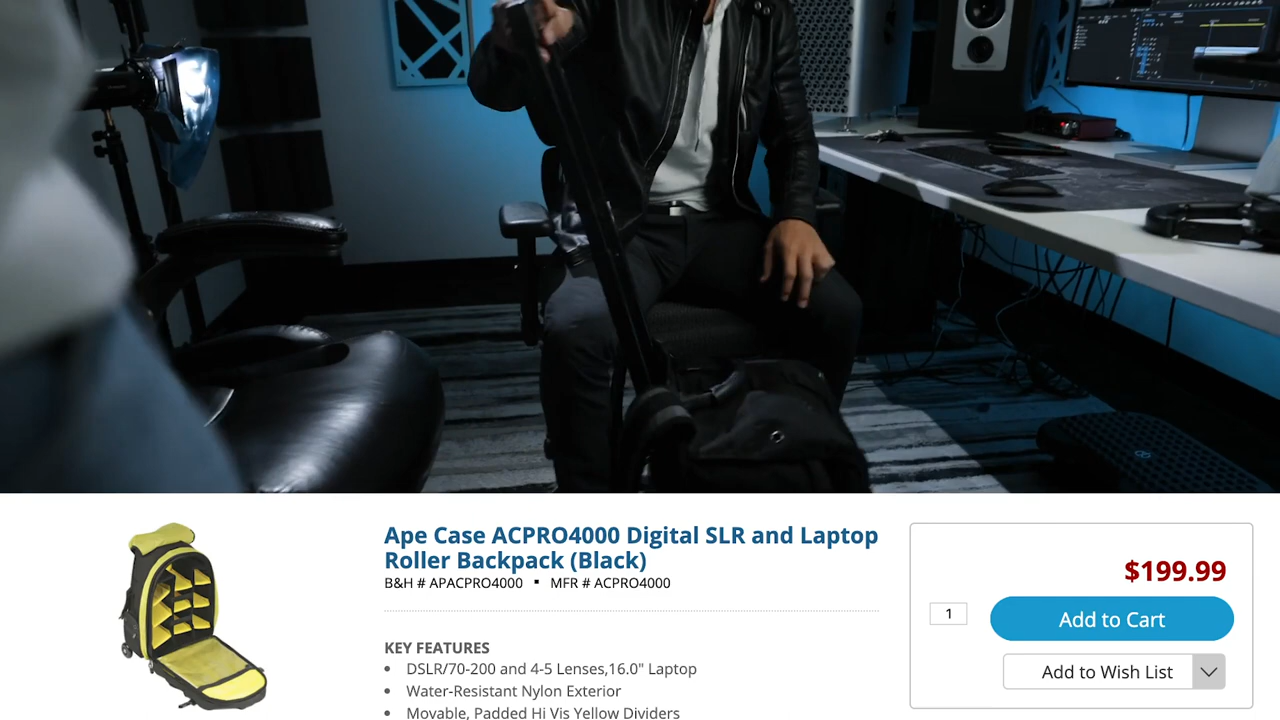 Ape Case ACPRO4000 Digital SLR and Laptop
Roller Backpack (Black)
B&H # APACPRO4000 ▪ MFR # ACPRO4000
KEY FEATURES
• DSLR/70-200 and 4-5 Lenses,16.0" Laptop
• Water-Resistant Nylon Exterior
• Movable, Padded Hi Vis Yellow Dividers
$199.99
1
Add to Cart
Add to Wish List